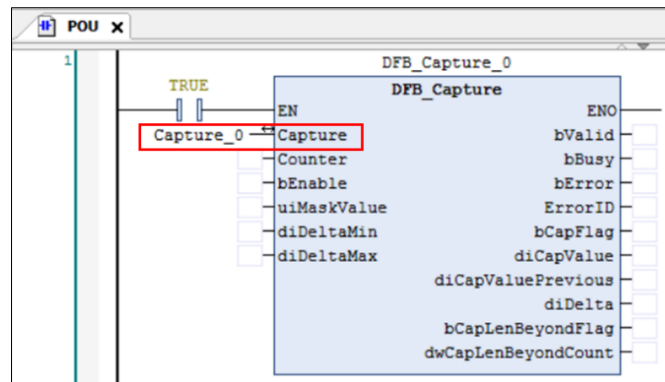 POU
1
DFB_Capture_0
TRUE
DFB_Capture
EN ENO
Capture_0 Capture bValid
Counter bBusy
bEnable bError
uiMaskValue ErrorID
diDeltaMin bCapFlag
diDeltaMax diCapValue
diCapValuePrevious
diDelta
bCapLenBeyondFlag
dwCapLenBeyondCount